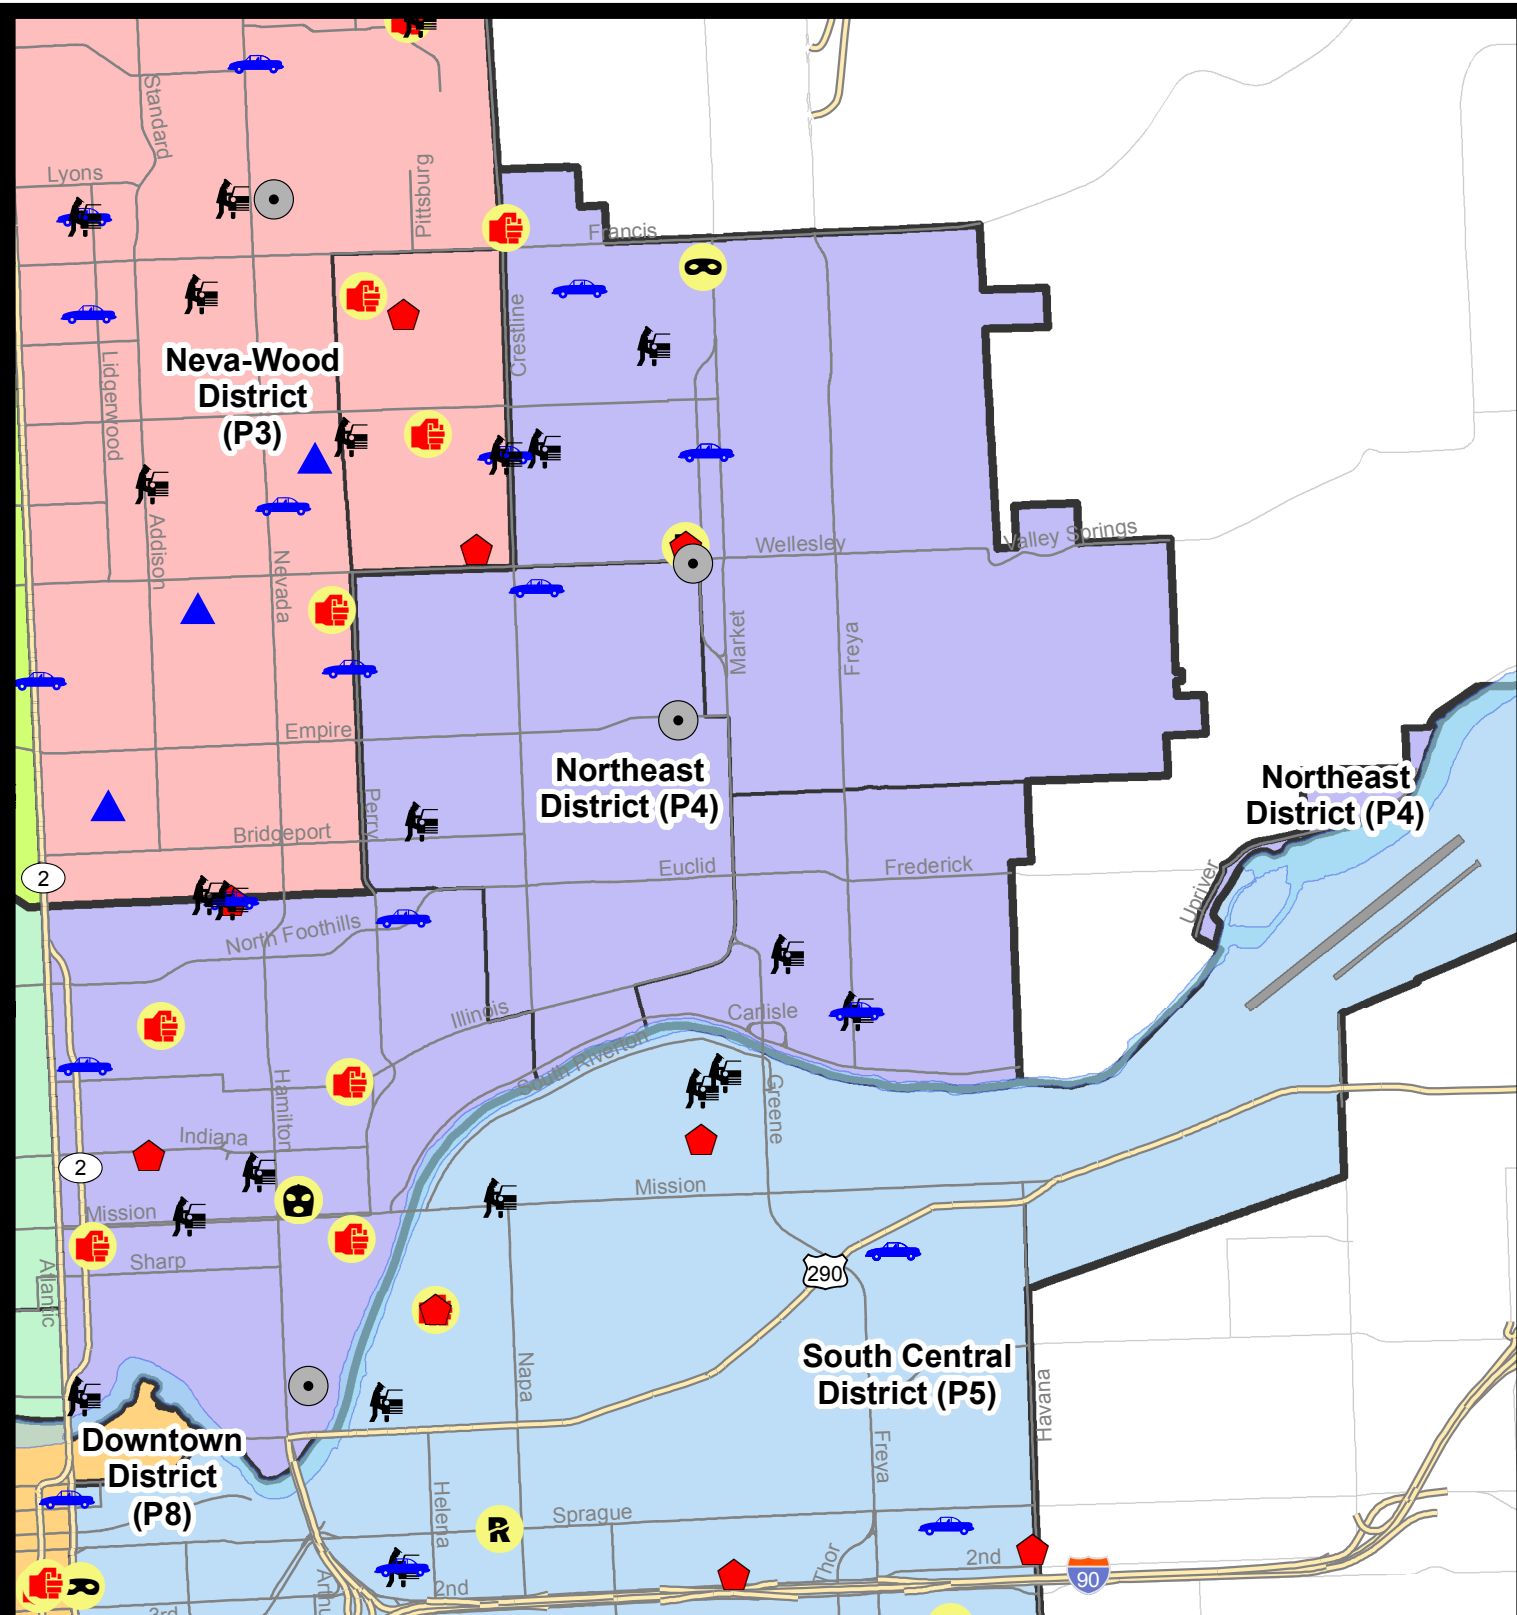 Standard
Lyons
Pittsburg
Francis
Crestline
Neva-Wood
District
(P3)
Lidgerwood
Addison
Nevada
Wellesley
Valley Springs
Market
Freya
Empire
Northeast
District (P4)
Northeast
District (P4)
Perry
Bridgeport
Euclid
Frederick
2
Upriver
North Foothills
Illinois
Carlisle
South Riverton
Hamilton
Greene
Indiana
2
Mission
Mission
Sharp
Atlantic
290
South Central
District (P5)
Napa
Havana
Downtown
District
(P8)
Freya
Helena
R
Sprague
Thor
2nd
90
2nd
3rd